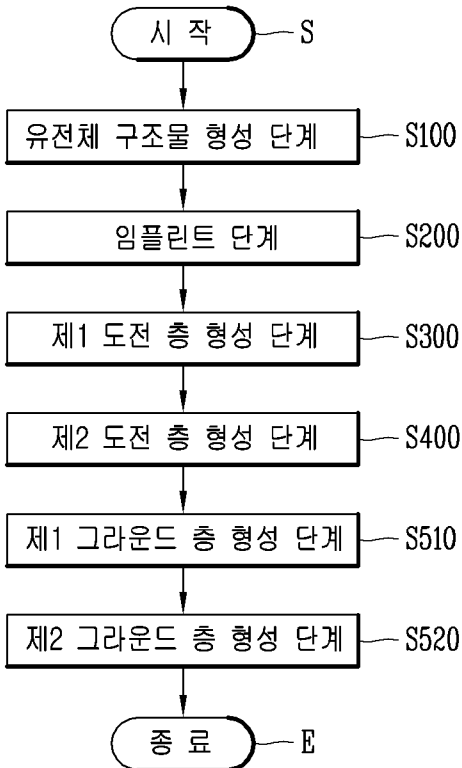 시 작 S
유전체 구조물 형성 단계 S100
임플린트 단계 S200
제1 도전 층 형성 단계 S300
제2 도전 층 형성 단계 S400
제1 그라운드 층 형성 단계 S510
제2 그라운드 층 형성 단계 S520
종 료 E